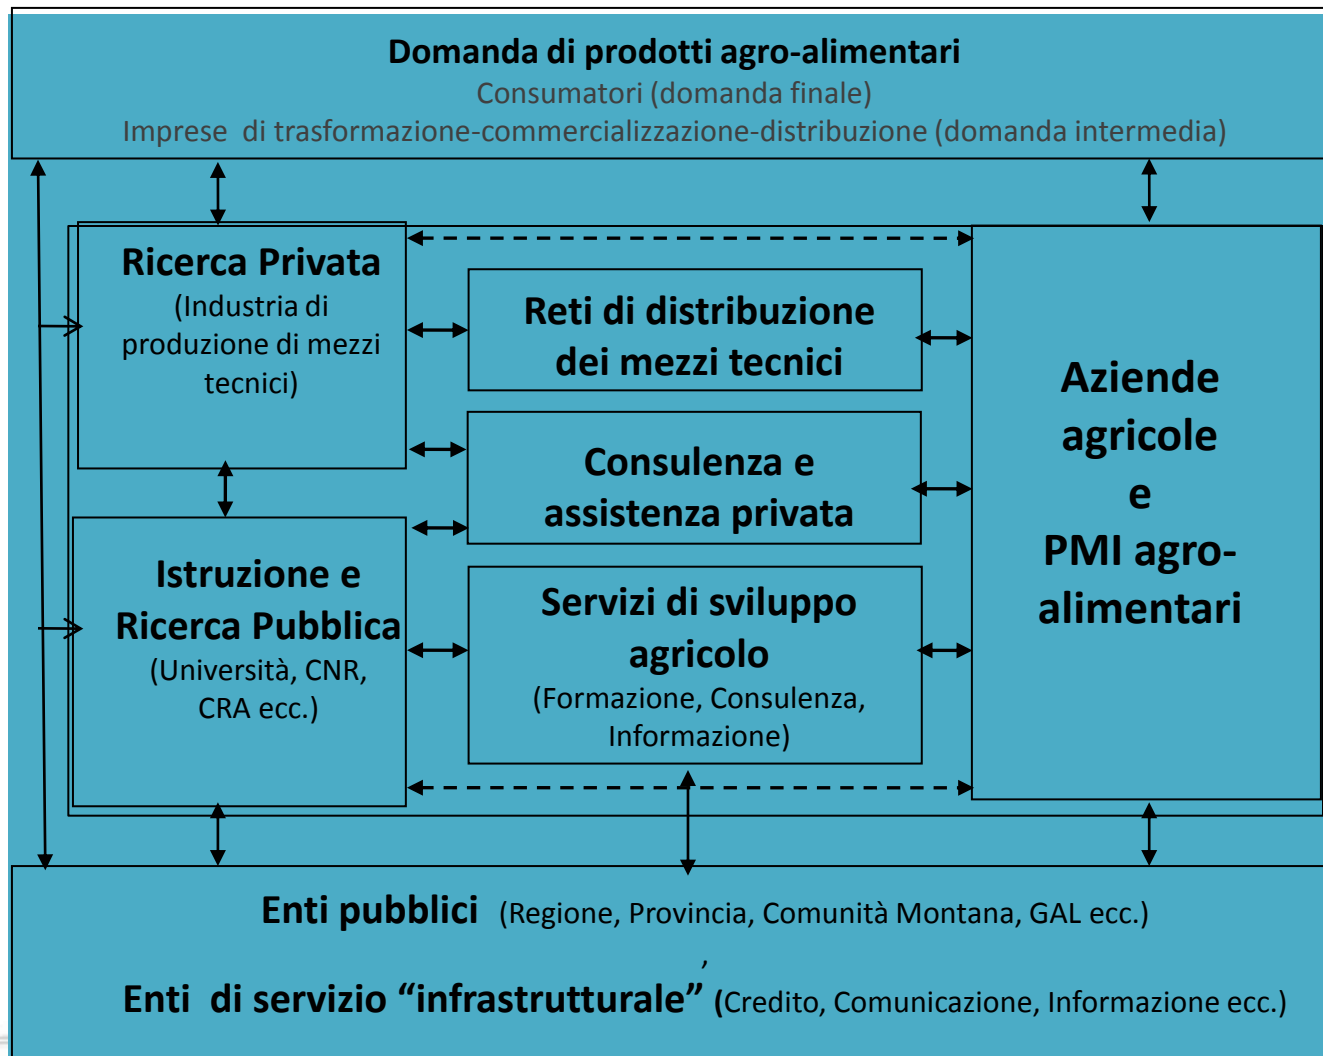 Domanda di prodotti agro-alimentari
Consumatori (domanda finale)
Imprese di trasformazione-commercializzazione-distribuzione (domanda intermedia)
Ricerca Privata
(Industria di
produzione di mezzi
tecnici)
Reti di distribuzione
dei mezzi tecnici
Consulenza e
assistenza privata
Istruzione e
Ricerca Pubblica
(Università, CNR,
CRA ecc.)
Servizi di sviluppo
agricolo
(Formazione, Consulenza,
Informazione)
Aziende
agricole
e
PMI agro-
alimentari
Enti pubblici (Regione, Provincia, Comunità Montana, GAL ecc.)
,
Enti di servizio “infrastrutturale” (Credito, Comunicazione, Informazione ecc.)